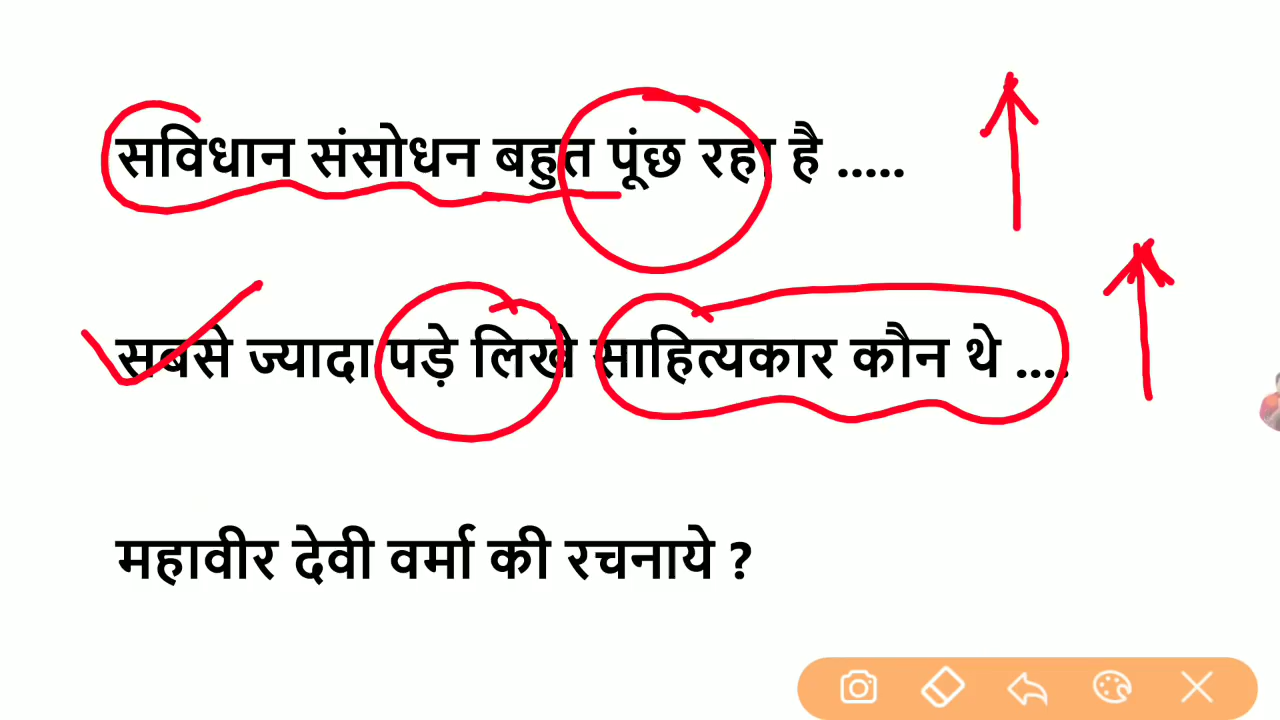 सविधान संसोधन बहुत पूंछ रहा है .....
सबसे ज्यादा पड़े लिखे साहित्यकार कौन थे ....
महावीर देवी वर्मा की रचनाये ?